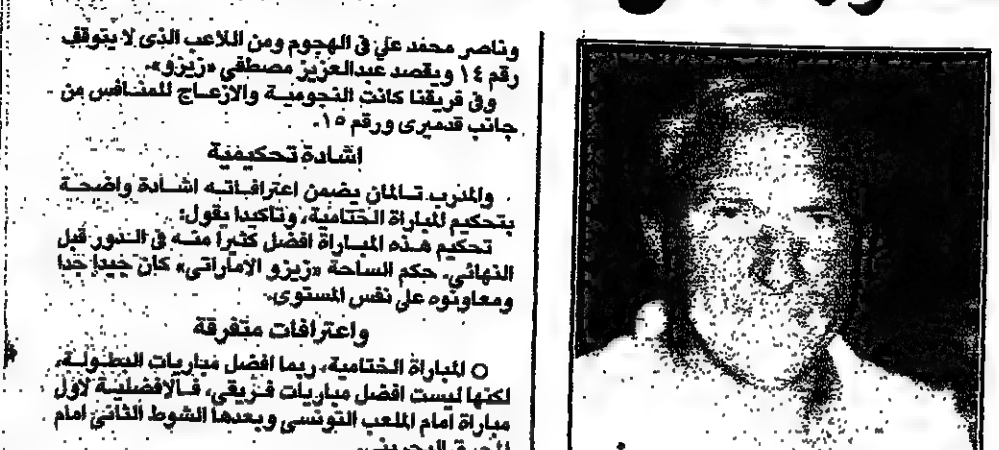 وناصر محمد علي في الهجوم ومن اللاعب الذي لا يتوقف
رقم ١٤ ويقصد عبدالعزيز مصطفى «زيزو».
وفي فريقنا كانت النجومية والازعاج للمنافس من
جانب قدميري ورقم ١٥.
اشادة تحكيمية
والمدرب تالمان يضمن اعترافاته اشادة واضحة
بتحكيم المباراة الختامية، وتاكيدا يقول:
تحكيم هذه المباراة افضل كثيرا منه في الدور قبل
النهائي. حكم الساحة «زيزو الاماراتي» كان جيدا جدا
ومعاونوه على نفس المستوى.
واعترافات متفرقة
○ المباراة الختامية، ربما افضل مباريات البطولة،
لكنها ليست افضل مباريات فريقي، فالافضلية لاول
مباراة امام الملعب التونسي وبعدها الشوط الثاني امام